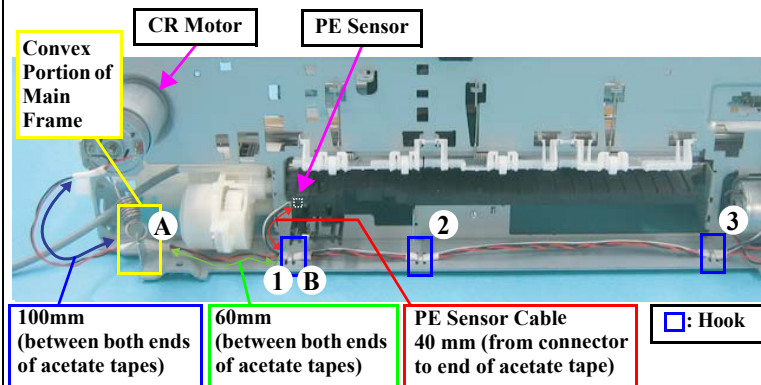 CR Motor
PE Sensor
Convex
Portion of
Main
Frame
A
2
3
1
B
100mm
(between both ends
of acetate tapes)
60mm
(between both ends
of acetate tapes)
PE Sensor Cable
40 mm (from connector
to end of acetate tape)
: Hook